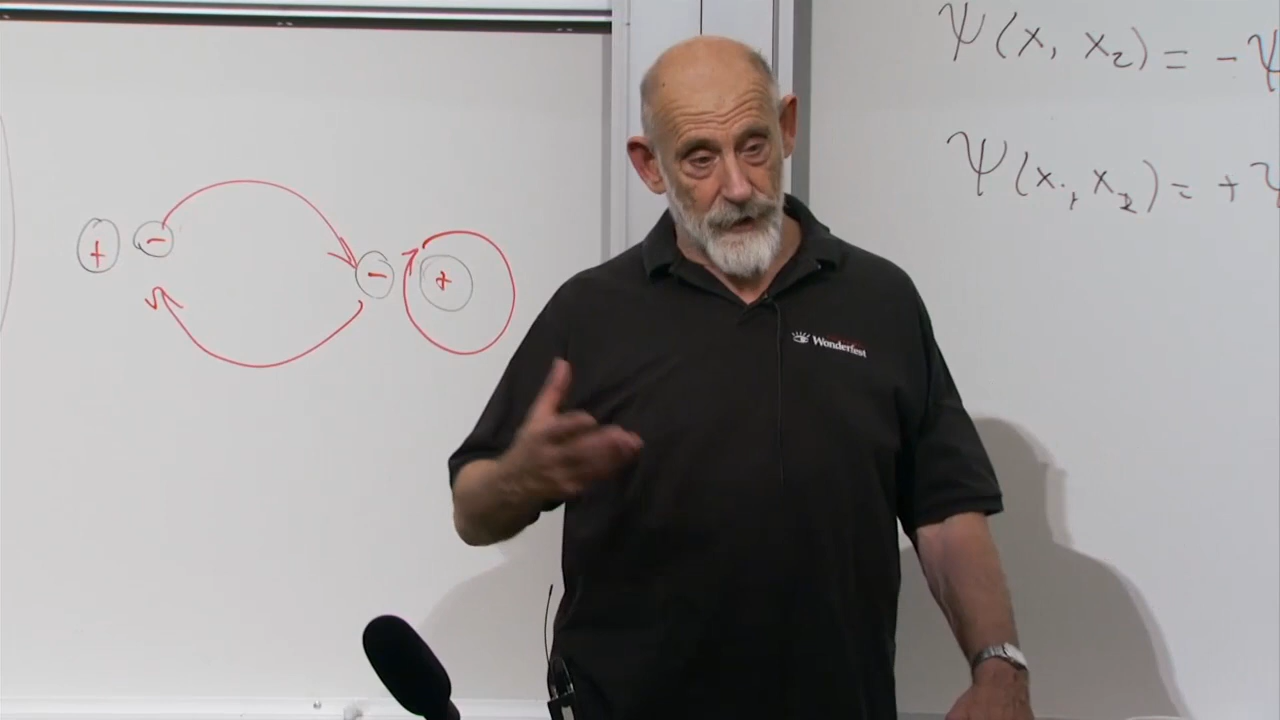 + − − +
Ψ(x, x₂) = − Ψ
Ψ(x₁, x₂) = + Ψ
Wonderfest